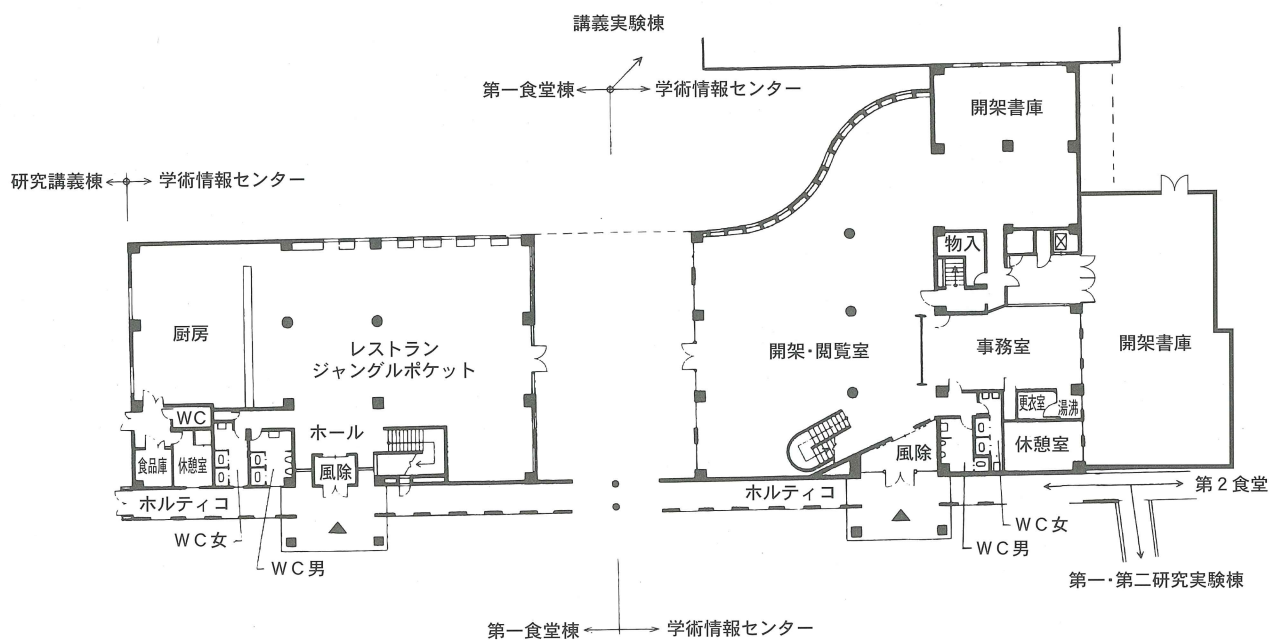 講義実験棟
第一食堂棟 学術情報センター
研究講義棟 学術情報センター
開架書庫
物入
厨房
レストラン
ジャングルポケット
開架・閲覧室
事務室
開架書庫
WC
ホール
更衣室
湯沸
食品庫
休憩室
風除
風除
休憩室
ホルティコ
ホルティコ
第2食堂
WC女
WC男
WC女
WC男
第一・第二研究実験棟
第一食堂棟 学術情報センター